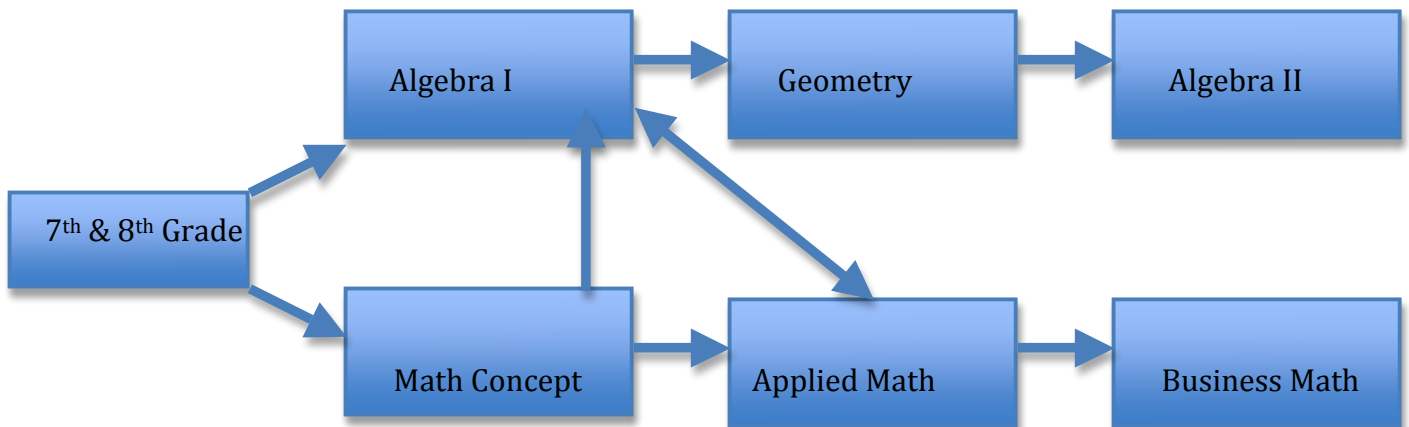 Algebra I
Geometry
Algebra II
7th & 8th Grade
Math Concept
Applied Math
Business Math